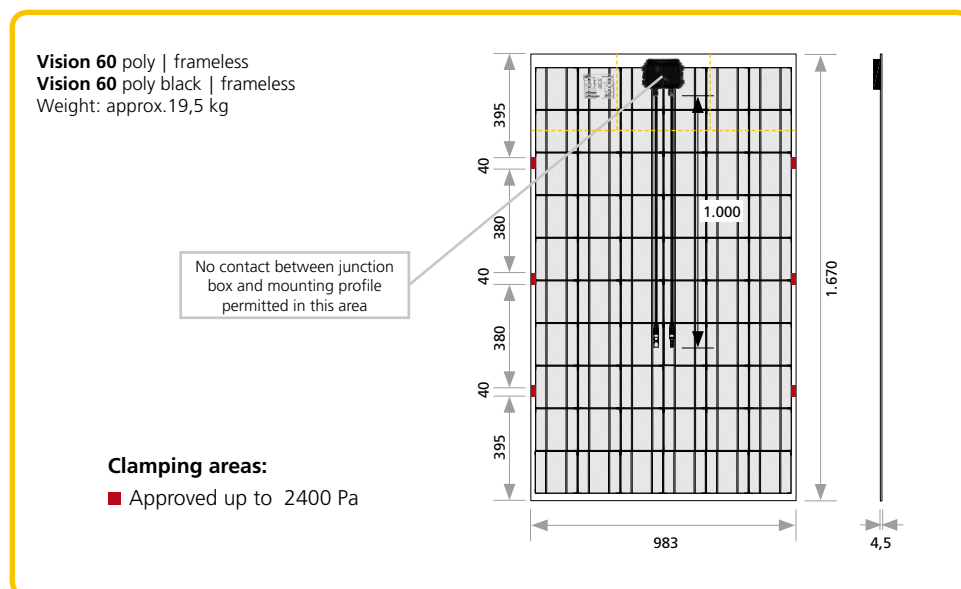 Vision 60 poly | frameless
Vision 60 poly black | frameless
Weight: approx.19,5 kg
395
40
380
40
380
40
395
1.000
1.670
No contact between junction
box and mounting profile
permitted in this area
Clamping areas:
Approved up to 2400 Pa
983
4,5